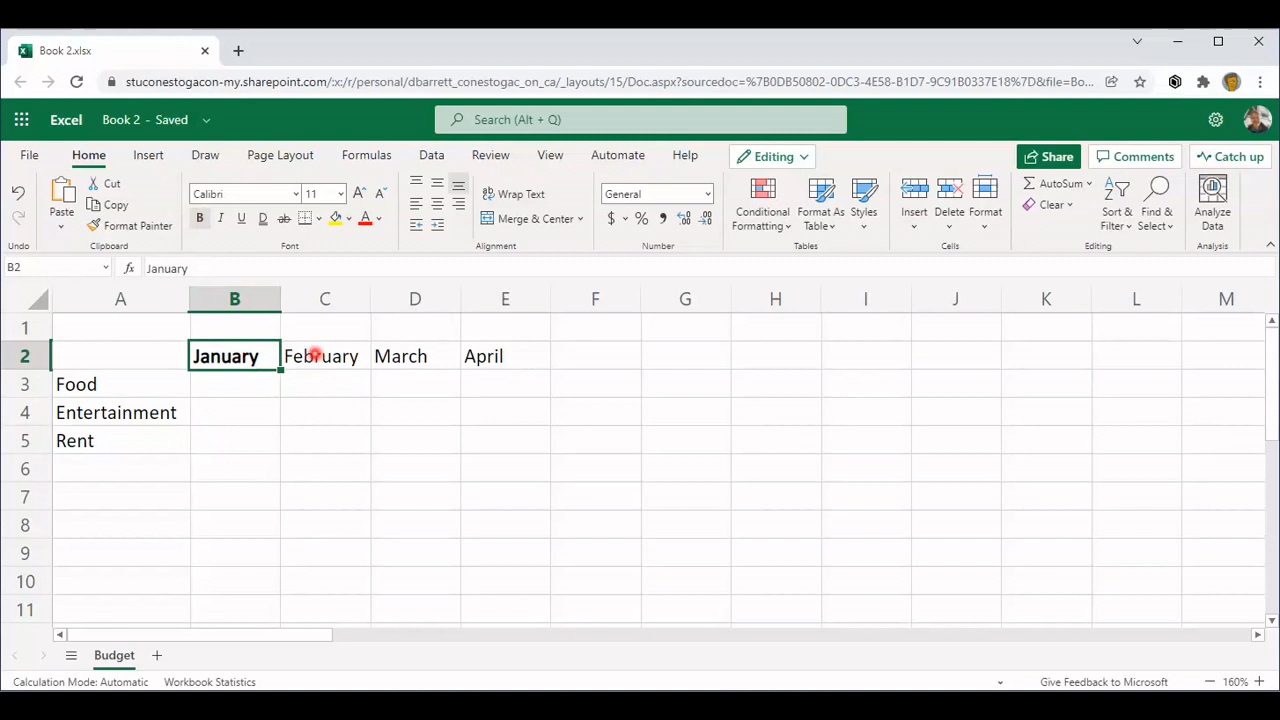 Book 2.xlsx
stuconestogacon-my.sharepoint.com/:x:/r/personal/dbarrett_conestogac_on_ca/_layouts/15/Doc.aspx?sourcedoc=%7B0DB50802-0DC3-4E58-B1D7-9C91B0337E18%7D&file=Bo...
Excel Book 2 - Saved Search (Alt + Q)
File Home Insert Draw Page Layout Formulas Data Review View Automate Help Editing Share Comments Catch up
Cut
Copy
Format Painter
Paste
Calibri 11
B I U D ab A
Wrap Text
Merge & Center
General
$ % 
Conditional Formatting
Format As Table
Styles
Insert
Delete
Format
AutoSum
Clear
Sort & Filter
Find & Select
Analyze Data
Undo Clipboard Font Alignment Number Tables Cells Editing Analysis
B2 fx January
A B C D E F G H I J K L M
1
2 January February March April
3 Food
4 Entertainment
5 Rent
6
7
8
9
10
11
Budget
Calculation Mode: Automatic Workbook Statistics Give Feedback to Microsoft 160%